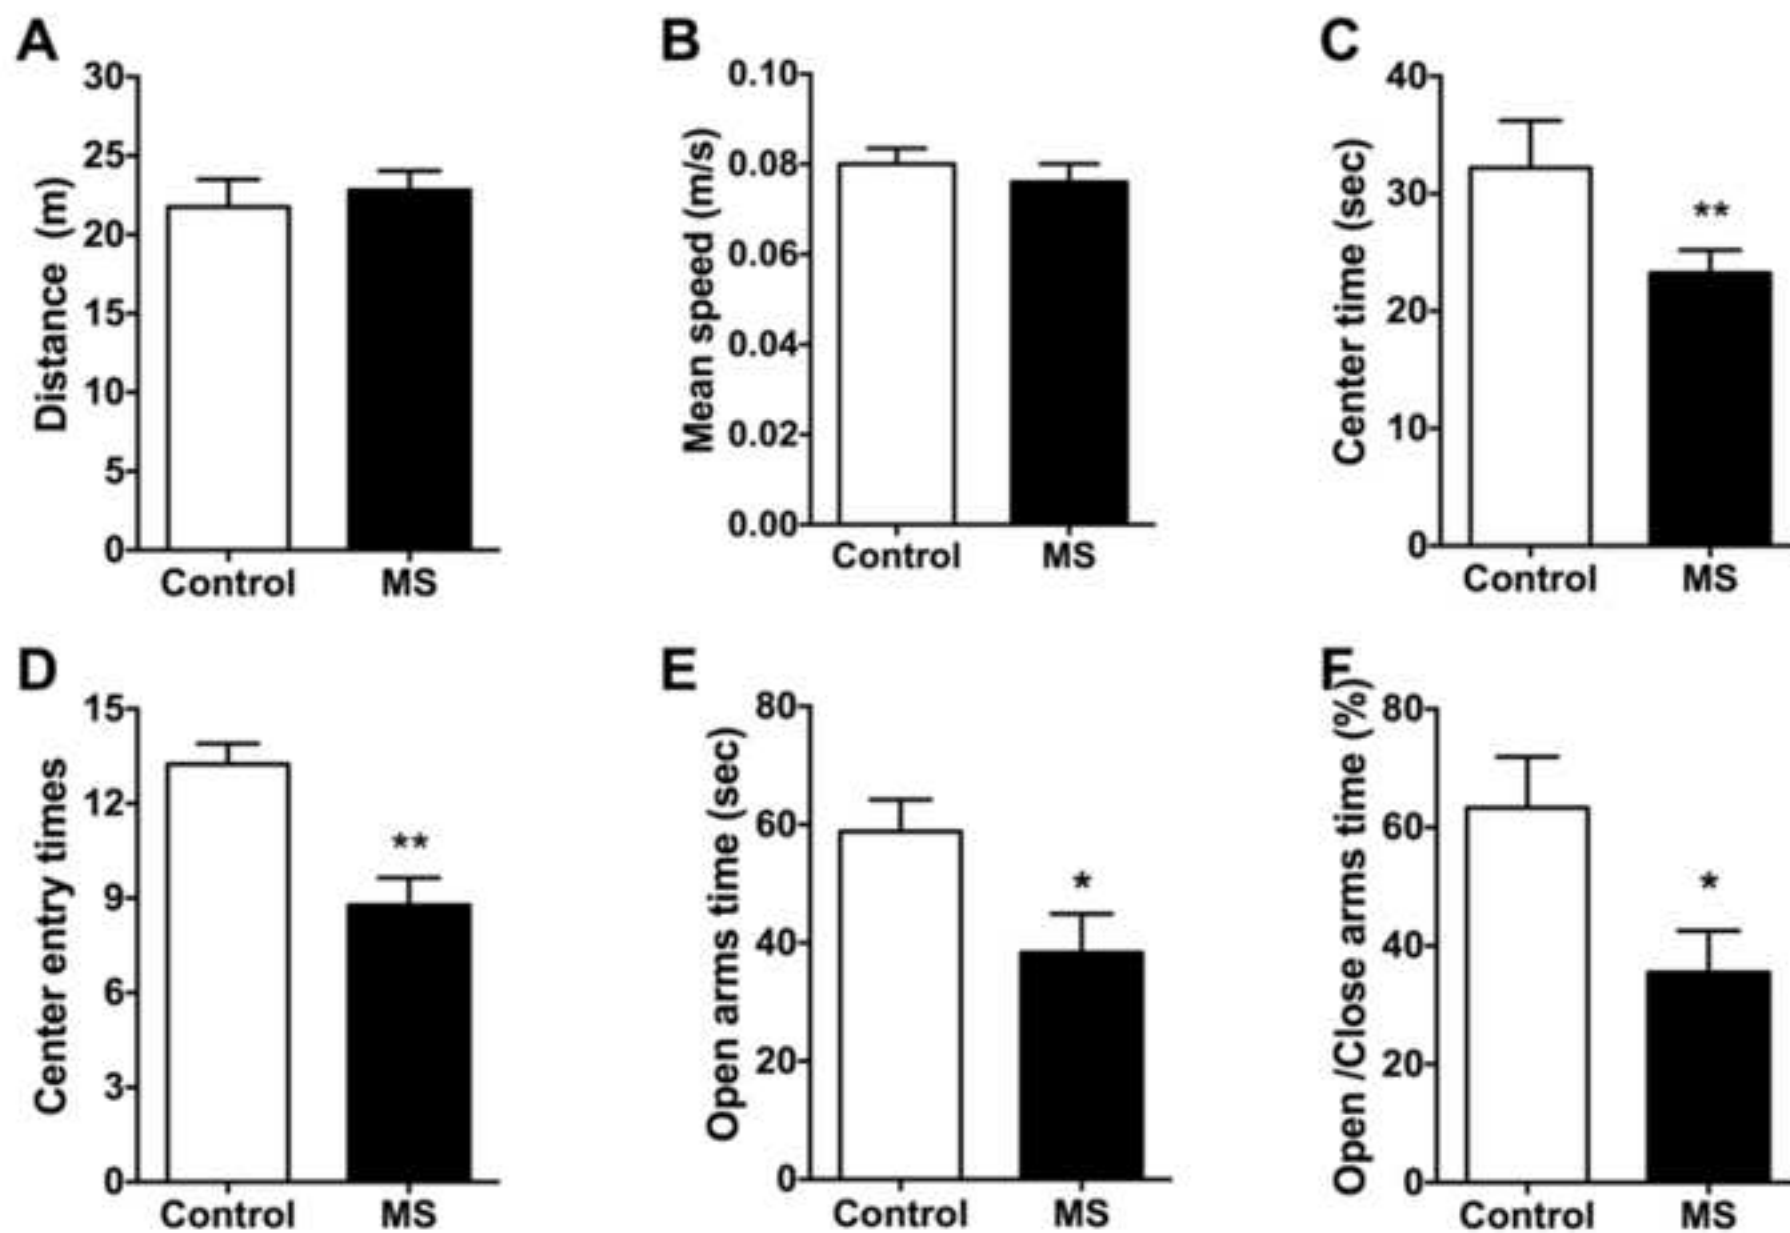 A
Distance (m)
30
25
20
15
10
5
0
Control MS
B
Mean speed (m/s)
0.10
0.08
0.06
0.04
0.02
0.00
Control MS
C
Center time (sec)
40
30
20
10
0
**
Control MS
D
Center entry times
15
12
9
6
3
0
**
Control MS
E
Open arms time (sec)
80
60
40
20
0
*
Control MS
F
Open /Close arms time (%)
80
60
40
20
0
*
Control MS